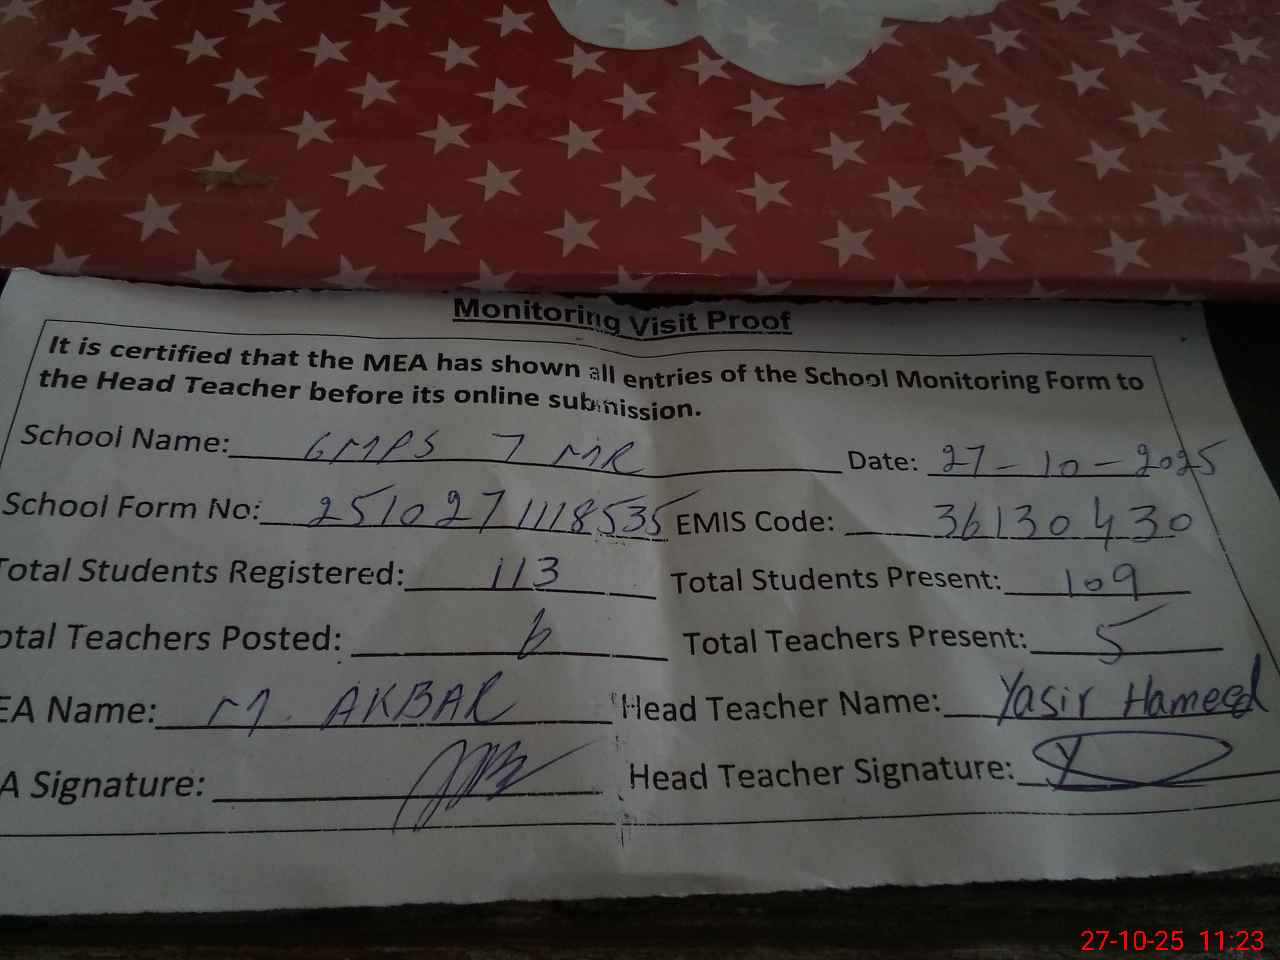 Monitoring Visit Proof
It is certified that the MEA has shown all entries of the School Monitoring Form to
the Head Teacher before its online submission.
School Name: GMPS 7 MR Date: 27-10-2025
School Form No: 2510271118535 EMIS Code: 36130430
Total Students Registered: 113 Total Students Present: 109
otal Teachers Posted: 6 Total Teachers Present: 5
EA Name: M. AKBAR Head Teacher Name: Yasir Hameed
A Signature: Head Teacher Signature:
27-10-25 11:23